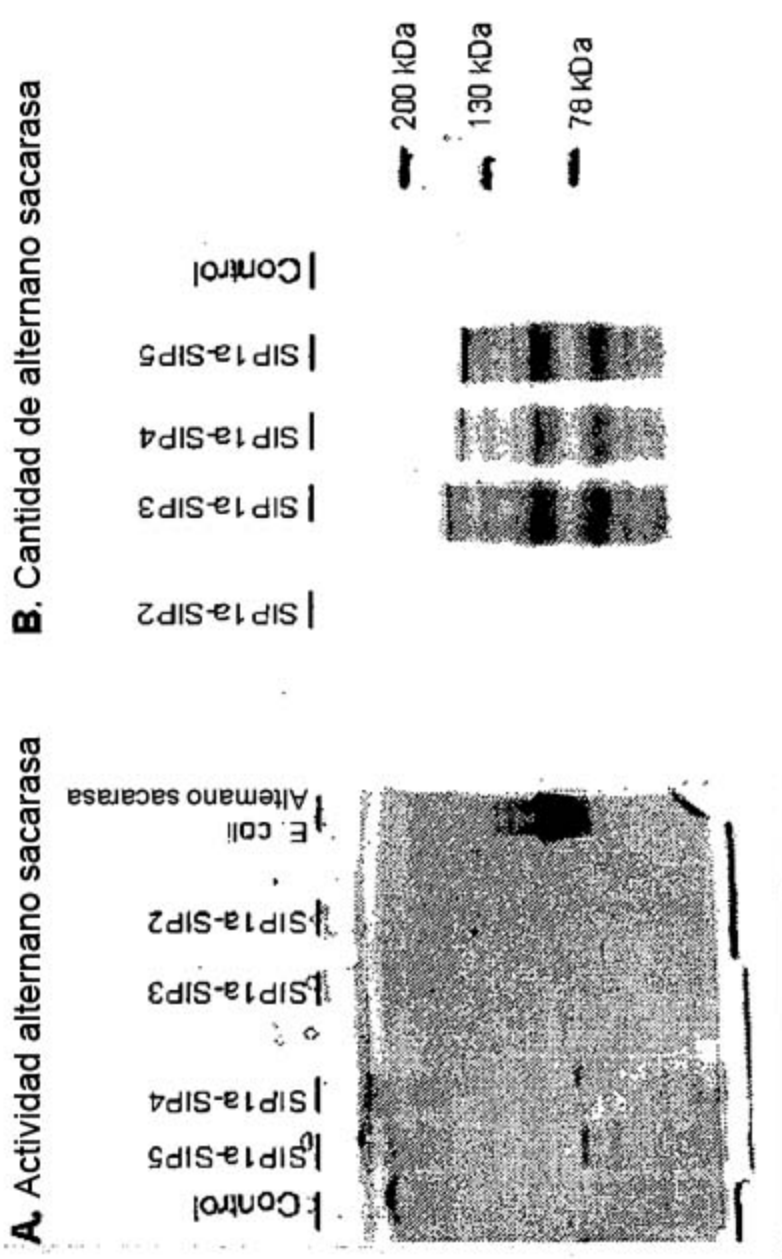 A. Actividad alternano sacarasa
Control
SIP1a-SIP5
SIP1a-SIP4
SIP1a-SIP3
SIP1a-SIP2
E. coli
Alternano sacarasa
B. Cantidad de alternano sacarasa
SIP1a-SIP2
SIP1a-SIP3
SIP1a-SIP4
SIP1a-SIP5
Control
200 kDa
130 kDa
78 kDa